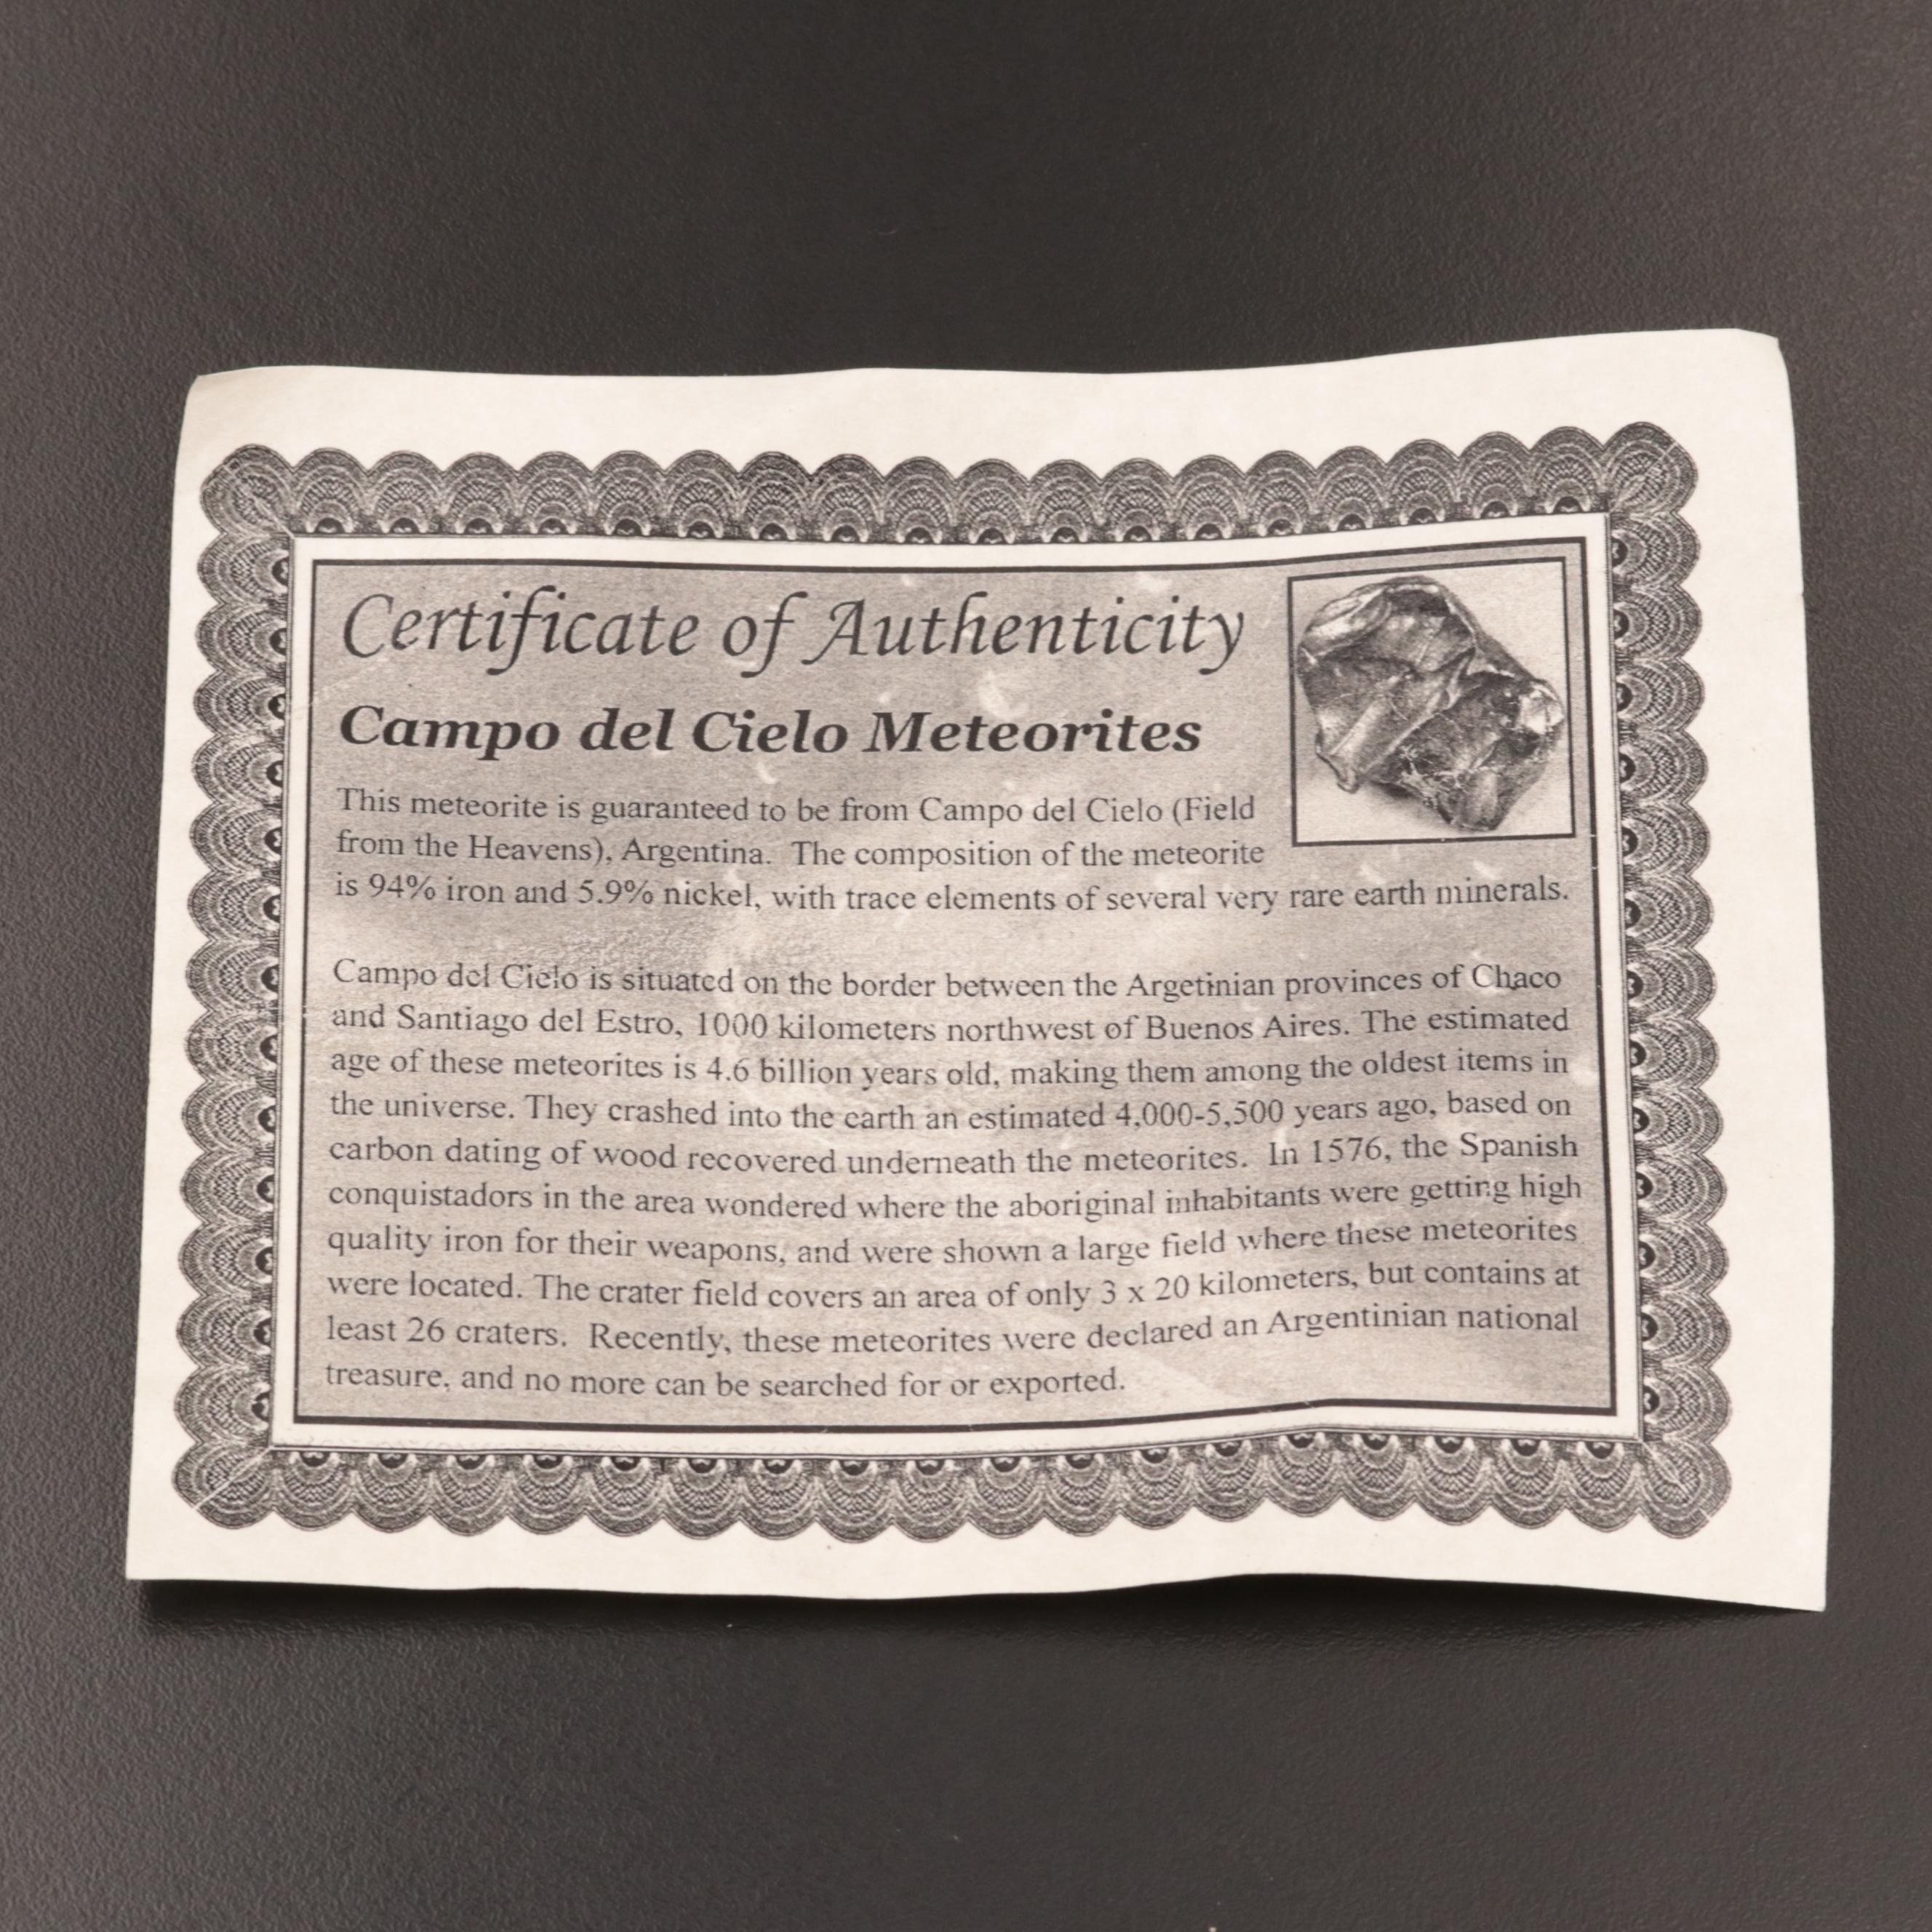 Certificate of Authenticity
Campo del Cielo Meteorites
This meteorite is guaranteed to be from Campo del Cielo (Field
from the Heavens), Argentina. The composition of the meteorite
is 94% iron and 5.9% nickel, with trace elements of several very rare earth minerals.
Campo del Cielo is situated on the border between the Argetinian provinces of Chaco
and Santiago del Estro, 1000 kilometers northwest of Buenos Aires. The estimated
age of these meteorites is 4.6 billion years old, making them among the oldest items in
the universe. They crashed into the earth an estimated 4,000-5,500 years ago, based on
carbon dating of wood recovered underneath the meteorites. In 1576, the Spanish
conquistadors in the area wondered where the aboriginal inhabitants were getting high
quality iron for their weapons, and were shown a large field where these meteorites
were located. The crater field covers an area of only 3 x 20 kilometers, but contains at
least 26 craters. Recently, these meteorites were declared an Argentinian national
treasure, and no more can be searched for or exported.